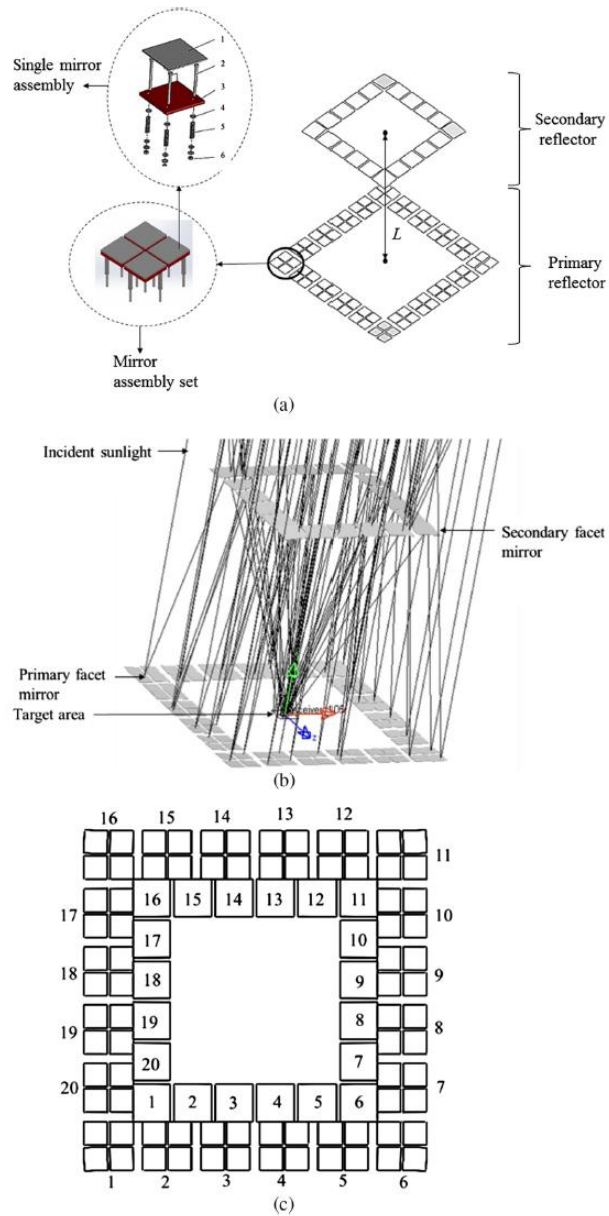 1
Single mirror
assembly
2
3
4
5
6
Secondary
reflector
L
Primary
reflector
Mirror
assembly set
(a)
Incident sunlight
Secondary facet
mirror
Primary facet
mirror
Target area
z
(b)
16 15 14 13 12
11
16 15 14 13 12 11
17 10
17 10
18 9
18 9
19 8
19 8
20 7
20 7
1 2 3 4 5 6
1 2 3 4 5 6
(c)